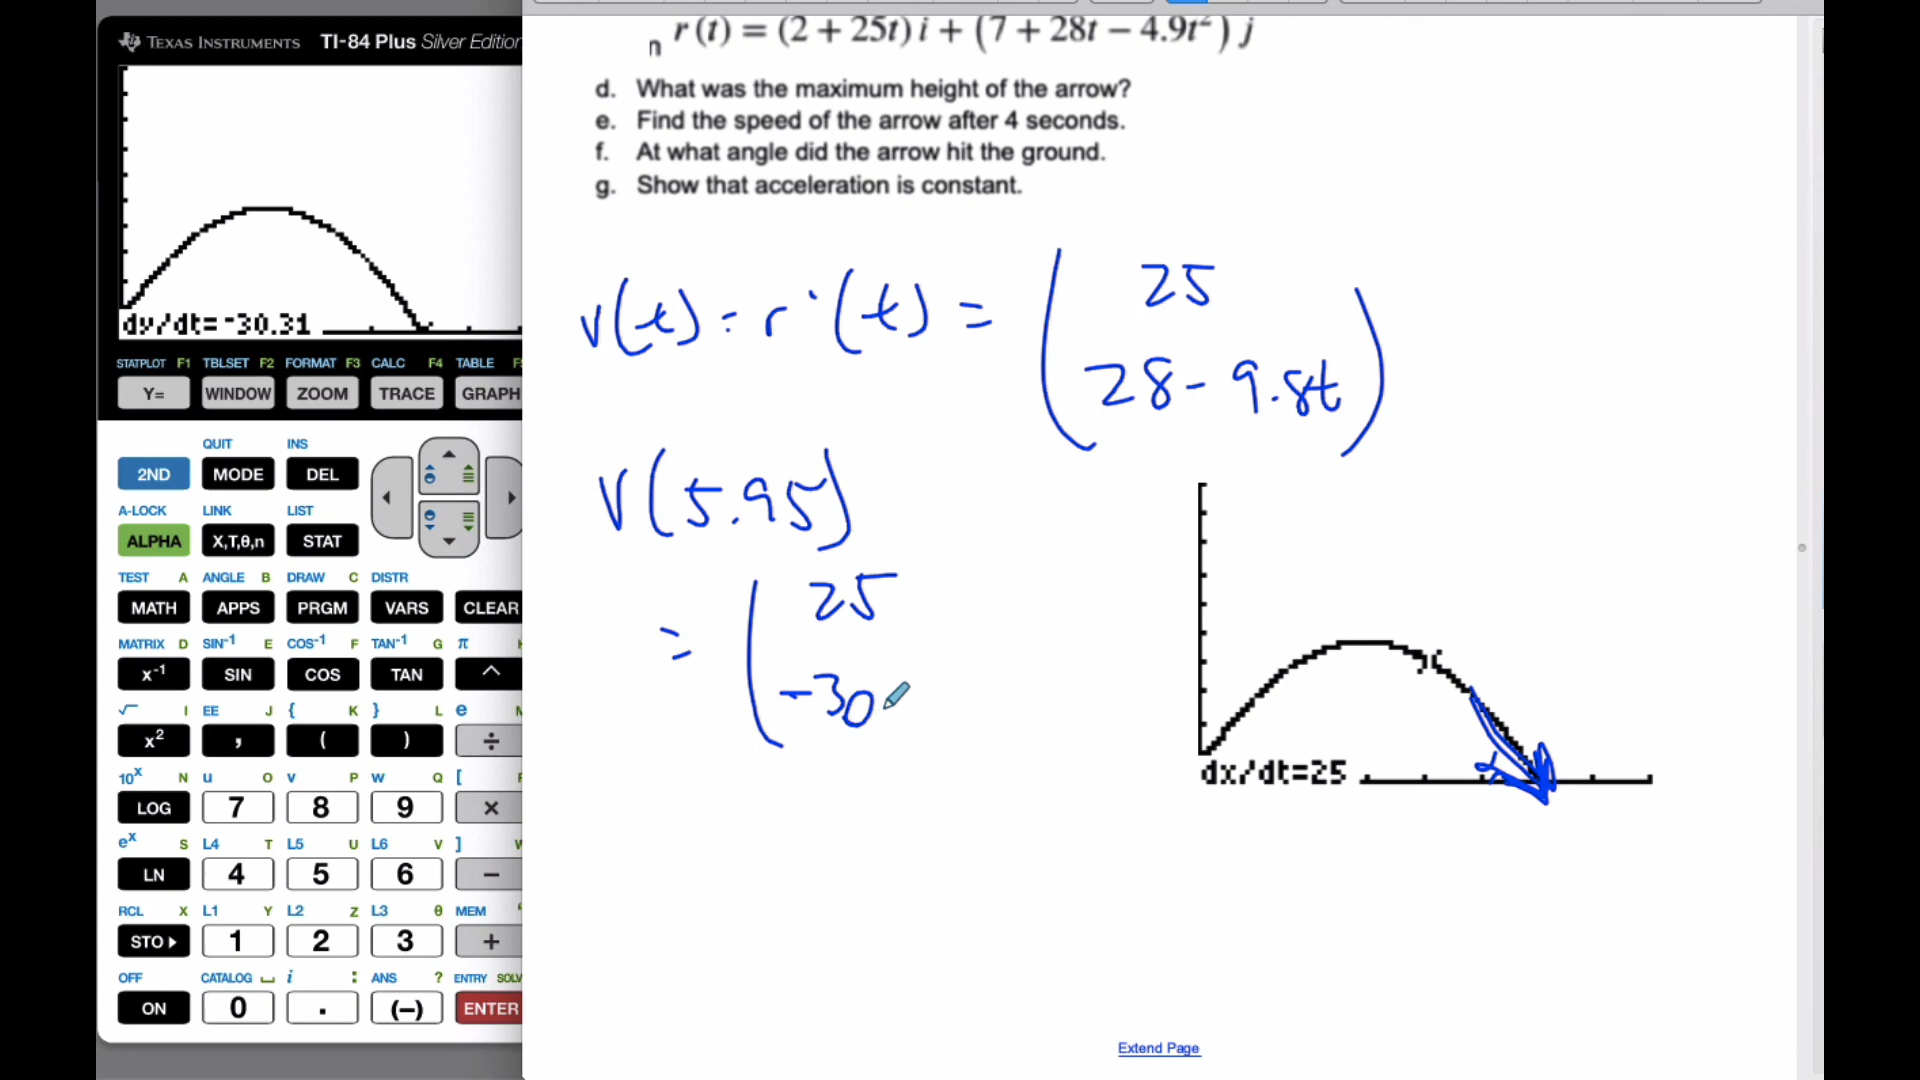 TEXAS INSTRUMENTS TI-84 Plus Silver Edition
dy/dt=-30.31
STATPLOT F1 TBLSET F2 FORMAT F3 CALC F4 TABLE
Y= WINDOW ZOOM TRACE GRAPH
QUIT INS
2ND MODE DEL
A-LOCK LINK LIST
ALPHA X,T,θ,n STAT
TEST A ANGLE B DRAW C DISTR
MATH APPS PRGM VARS CLEAR
MATRIX D SIN-1 E COS-1 F TAN-1 G π
x-1 SIN COS TAN ^
√ I EE J { K } L e
x2 , ( ) ÷
10x N u O v P w Q [
LOG 7 8 9 ×
ex S L4 T L5 U L6 V ]
LN 4 5 6 −
RCL X L1 Y L2 Z L3 θ MEM "
STO▶ 1 2 3 +
OFF CATALOG i : ANS ? ENTRY SOLV
ON 0 . (−) ENTER
n r(t) = (2 + 25t) i + (7 + 28t − 4.9t²) j
d. What was the maximum height of the arrow?
e. Find the speed of the arrow after 4 seconds.
f. At what angle did the arrow hit the ground.
g. Show that acceleration is constant.
v(t) = r'(t) = ( 25
28 - 9.8t )
v(5.95)
= ( 25
-30
dx/dt=25
Extend Page